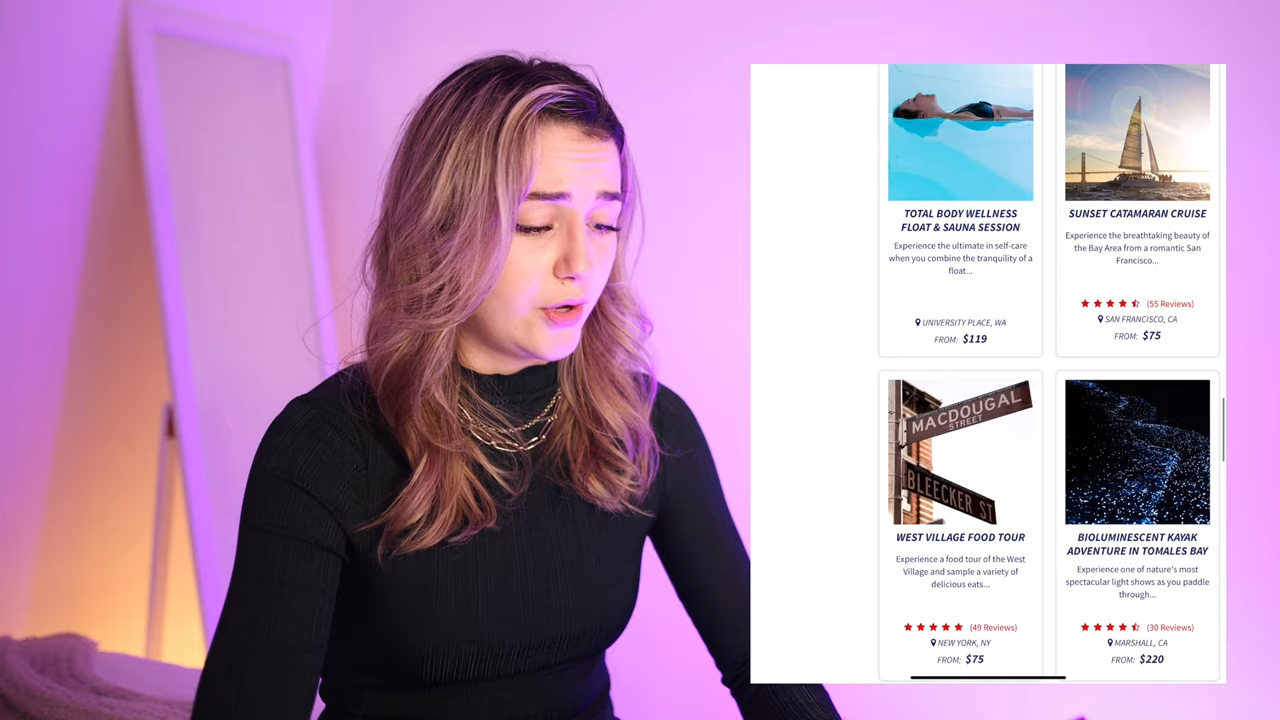 TOTAL BODY WELLNESS
FLOAT & SAUNA SESSION
Experience the ultimate in self-care
when you combine the tranquility of a
float...
UNIVERSITY PLACE, WA
FROM: $119
SUNSET CATAMARAN CRUISE
Experience the breathtaking beauty of
the Bay Area from a romantic San
Francisco...
(55 Reviews)
SAN FRANCISCO, CA
FROM: $75
MACDOUGAL
STREET
BLEECKER ST
WEST VILLAGE FOOD TOUR
Experience a food tour of the West
Village and sample a variety of
delicious eats...
(49 Reviews)
NEW YORK, NY
FROM: $75
BIOLUMINESCENT KAYAK
ADVENTURE IN TOMALES BAY
Experience one of nature's most
spectacular light shows as you paddle
through...
(30 Reviews)
MARSHALL, CA
FROM: $220